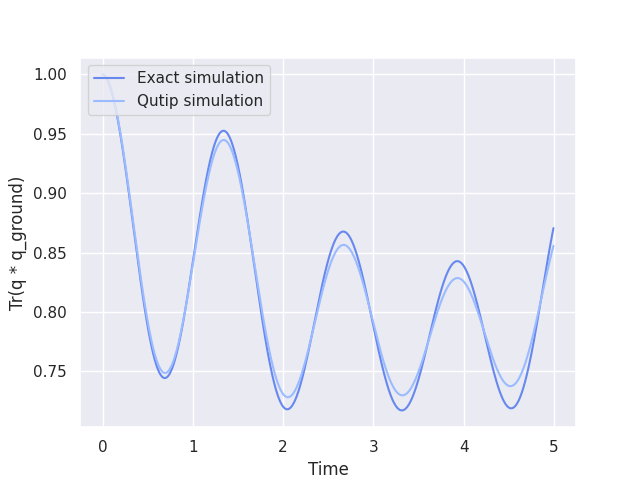 Exact simulation
Qutip simulation
1.00
0.95
0.90
0.85
0.80
0.75
Tr(q * q_ground)
0 1 2 3 4 5
Time